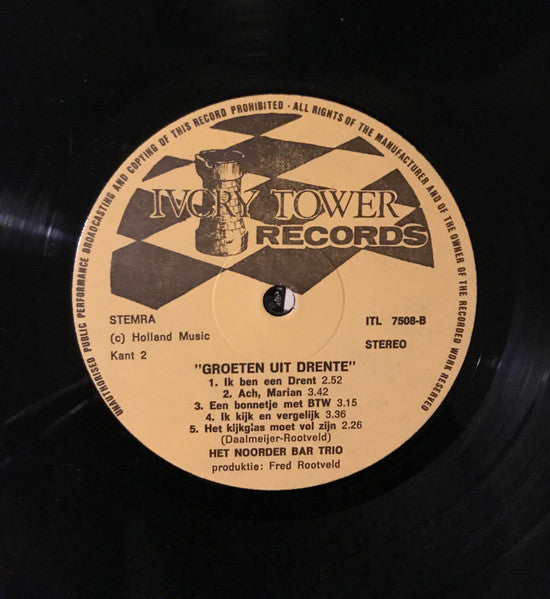 UNAUTHORISED PUBLIC PERFORMANCE BROADCASTING AND COPYING OF THIS RECORD PROHIBITED - ALL RIGHTS OF THE MANUFACTURER AND OF THE OWNER OF THE RECORDED WORK RESERVED
IVORY TOWER
RECORDS
STEMRA
(c) Holland Music
Kant 2
ITL 7508-B
STEREO
"GROETEN UIT DRENTE"
1. Ik ben een Drent 2.52
2. Ach, Marian 3.42
3. Een bonnetje met BTW 3.15
4. Ik kijk en vergelijk 3.36
5. Het kijkglas moet vol zijn 2.26
(Daalmeijer-Rootveld)
HET NOORDER BAR TRIO
produktie: Fred Rootveld